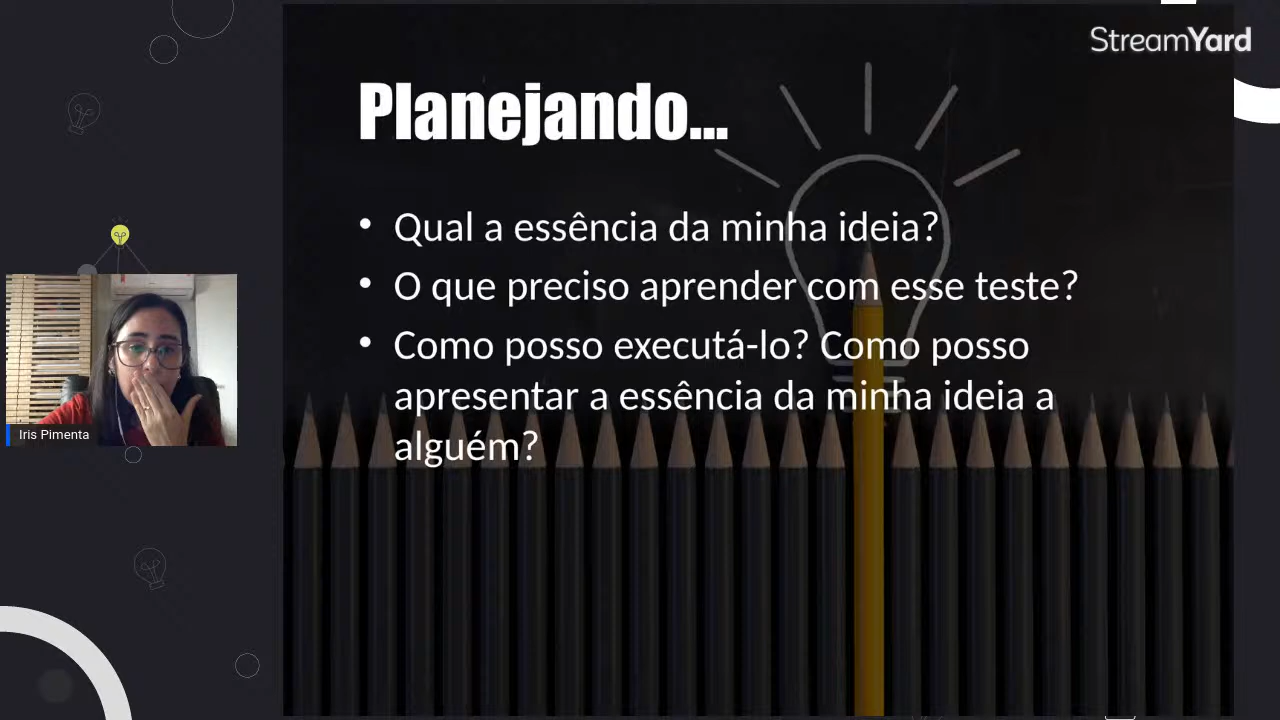 StreamYard
Planejando...
• Qual a essência da minha ideia?
• O que preciso aprender com esse teste?
• Como posso executá-lo? Como posso
apresentar a essência da minha ideia a
alguém?
Iris Pimenta